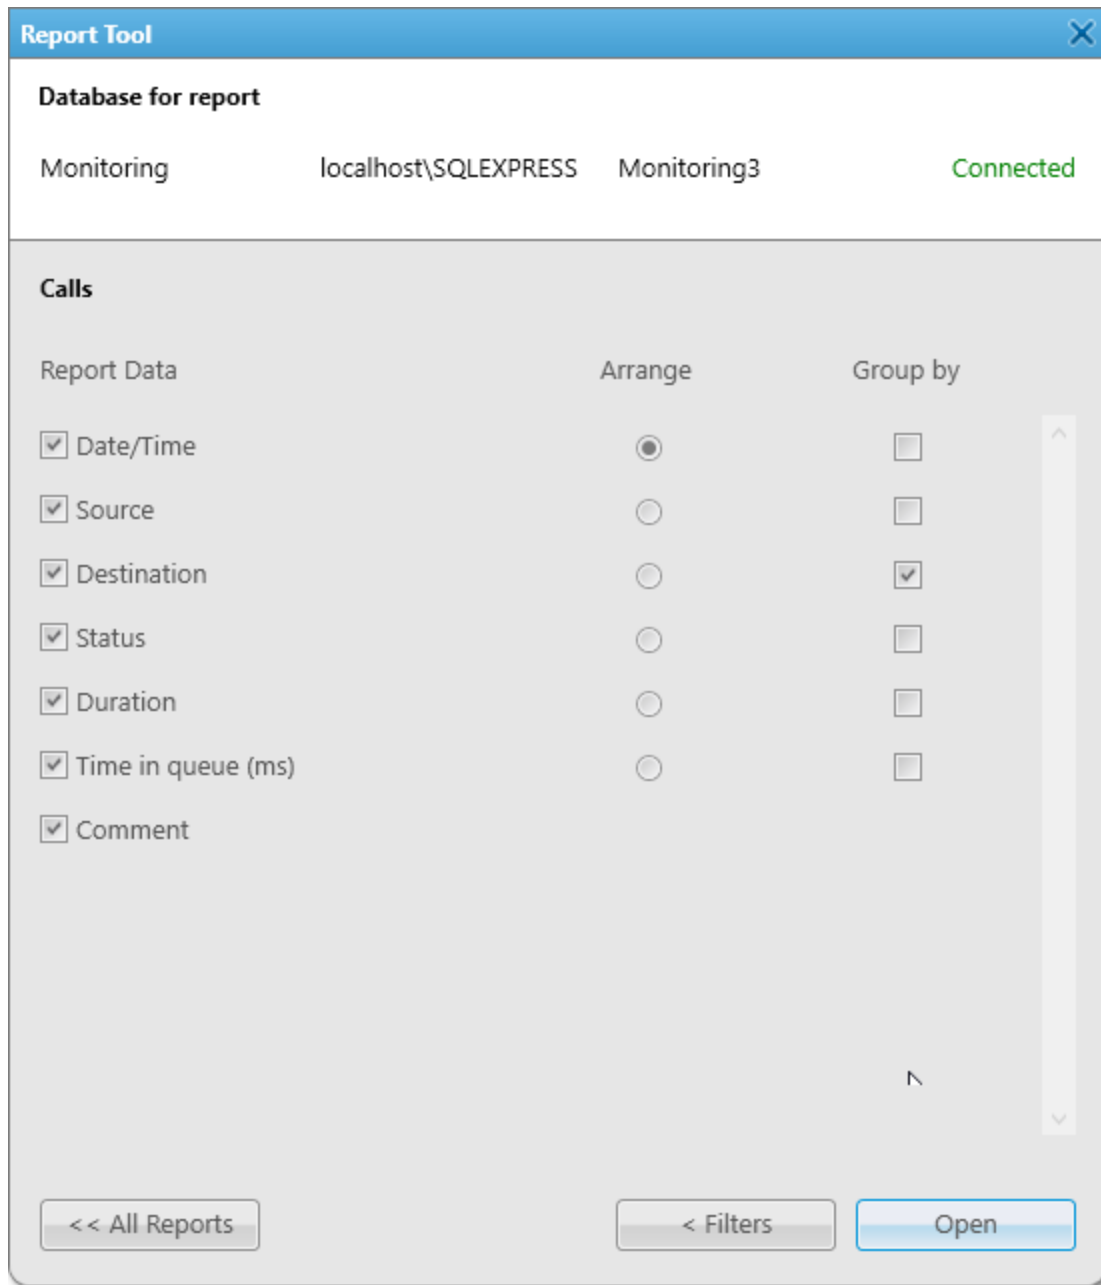 Report Tool
Database for report
Monitoring localhost\SQLEXPRESS Monitoring3 Connected
Calls
Report Data Arrange Group by
Date/Time
Source
Destination
Status
Duration
Time in queue (ms)
Comment
<< All Reports < Filters Open